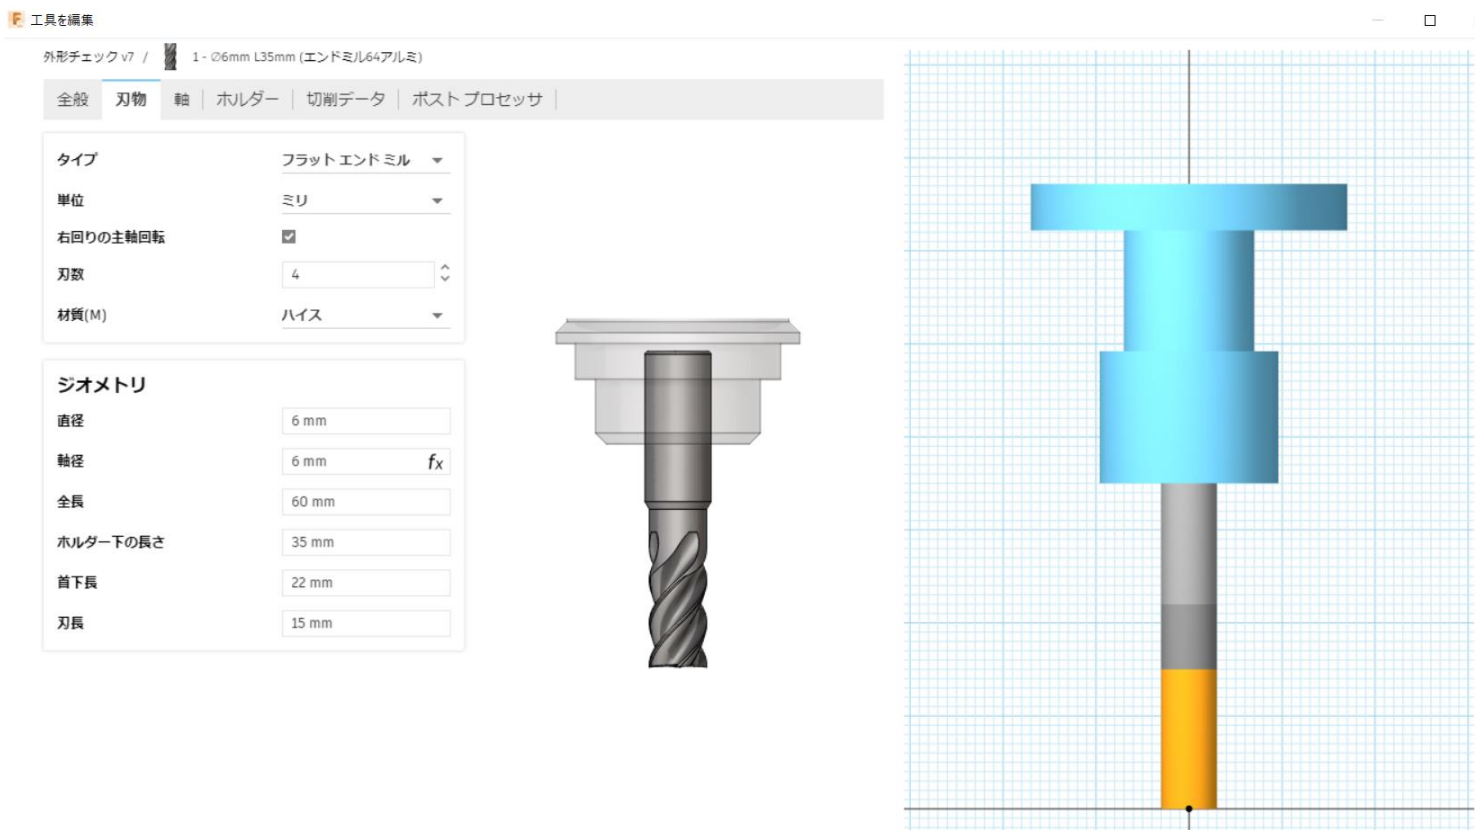 工具を編集
外形チェック v7 / 1 - ∅6mm L35mm (エンドミル64アルミ)
全般 刃物 軸 ホルダー 切削データ ポスト プロセッサ
タイプ フラット エンド ミル
単位 ミリ
右回りの主軸回転
刃数 4
材質(M) ハイス
ジオメトリ
直径 6 mm
軸径 6 mm fx
全長 60 mm
ホルダー下の長さ 35 mm
首下長 22 mm
刃長 15 mm